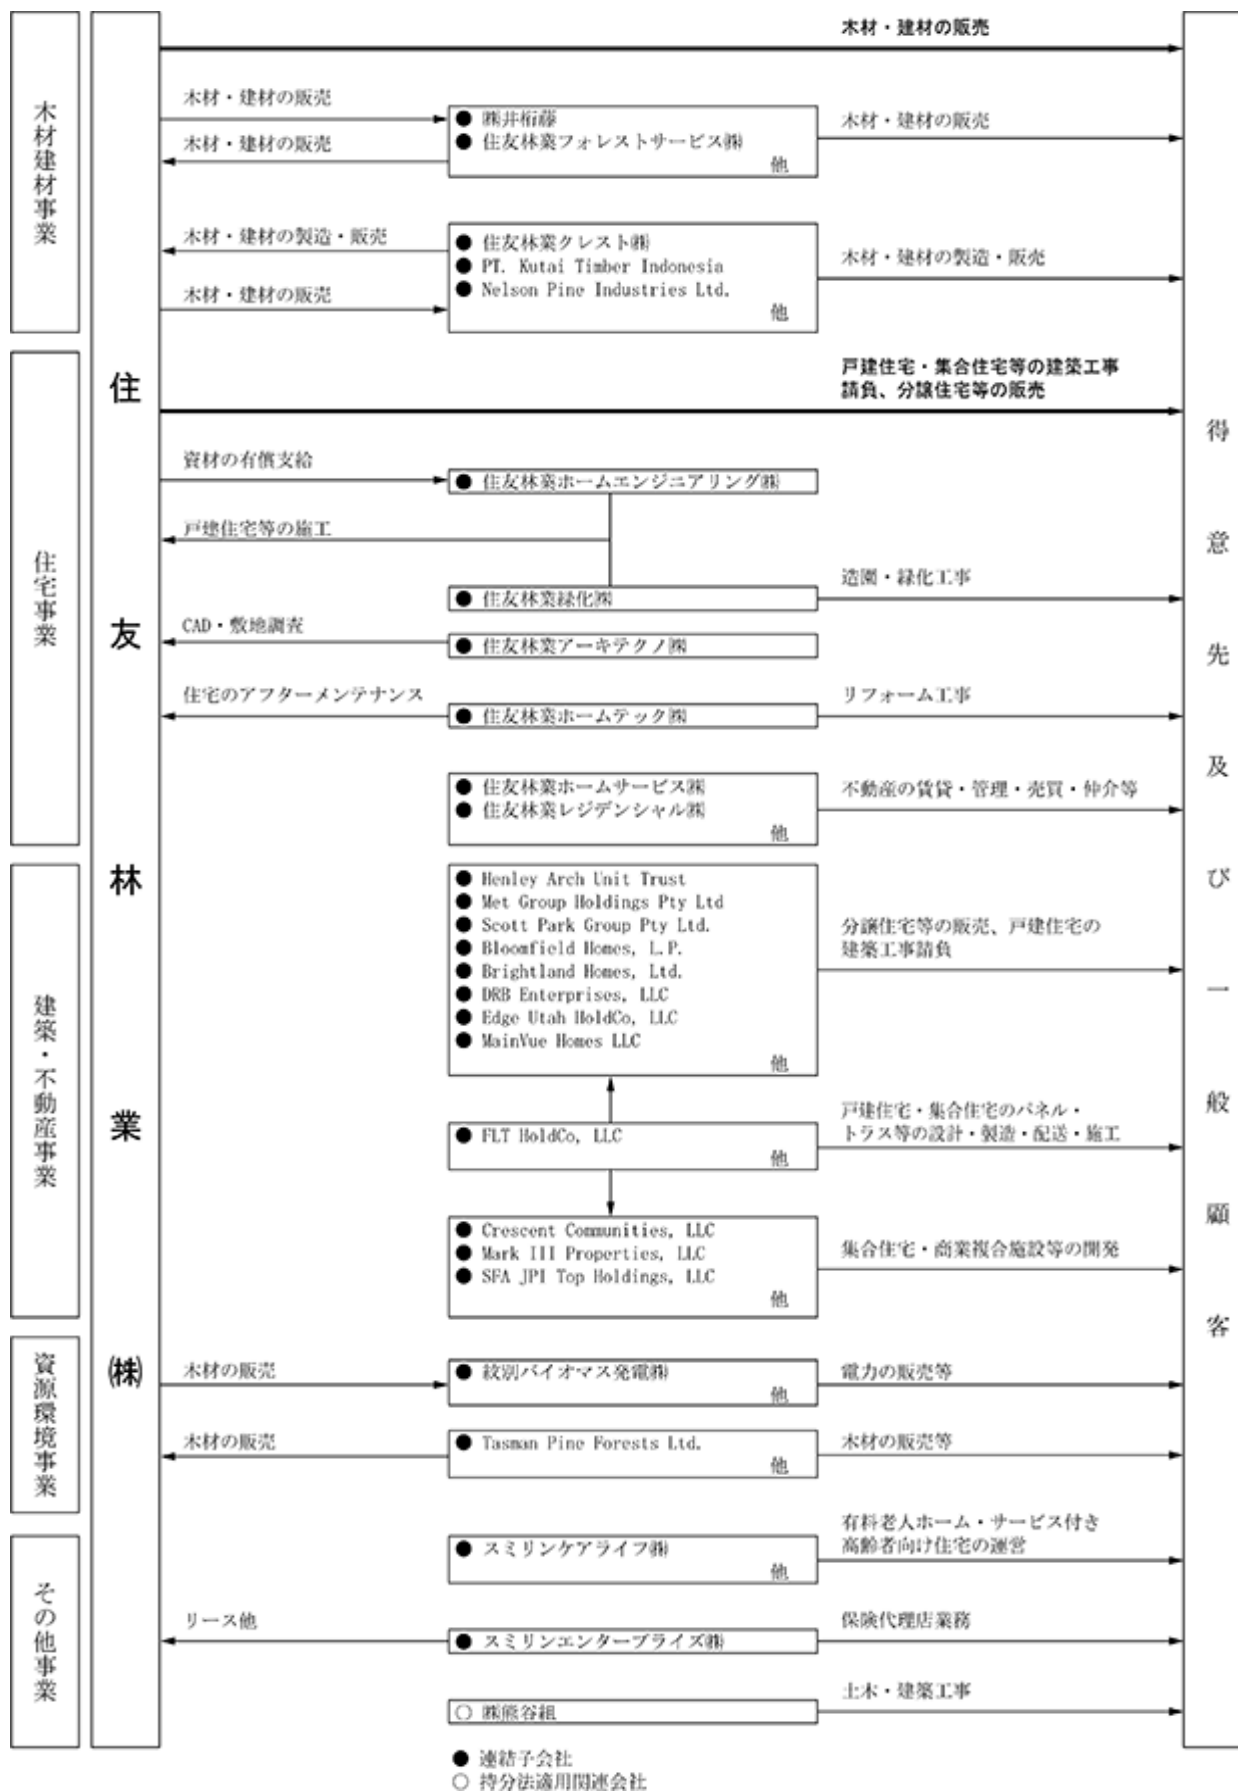 木材・建材の販売
木材建材事業
木材・建材の販売
木材・建材の販売
● ㈱井桁藤
● 住友林業フォレストサービス㈱
他
木材・建材の販売
木材・建材の製造・販売
木材・建材の販売
● 住友林業クレスト㈱
● PT. Kutai Timber Indonesia
● Nelson Pine Industries Ltd.
他
木材・建材の製造・販売
住友林業㈱
得意先及び一般顧客
戸建住宅・集合住宅等の建築工事
請負、分譲住宅等の販売
住宅事業
資材の有償支給
● 住友林業ホームエンジニアリング㈱
戸建住宅等の施工
● 住友林業緑化㈱
造園・緑化工事
CAD・敷地調査
● 住友林業アーキテクノ㈱
住宅のアフターメンテナンス
● 住友林業ホームテック㈱
リフォーム工事
● 住友林業ホームサービス㈱
● 住友林業レジデンシャル㈱
他
不動産の賃貸・管理・売買・仲介等
建築・不動産事業
● Henley Arch Unit Trust
● Met Group Holdings Pty Ltd
● Scott Park Group Pty Ltd.
● Bloomfield Homes, L.P.
● Brightland Homes, Ltd.
● DRB Enterprises, LLC
● Edge Utah HoldCo, LLC
● MainVue Homes LLC
他
分譲住宅等の販売、戸建住宅の
建築工事請負
● FLT HoldCo, LLC
他
戸建住宅・集合住宅のパネル・
トラス等の設計・製造・配送・施工
● Crescent Communities, LLC
● Mark III Properties, LLC
● SFA JPI Top Holdings, LLC
他
集合住宅・商業複合施設等の開発
資源環境事業
木材の販売
● 紋別バイオマス発電㈱
他
電力の販売等
木材の販売
● Tasman Pine Forests Ltd.
他
木材の販売等
その他事業
● スミリンケアライフ㈱
他
有料老人ホーム・サービス付き
高齢者向け住宅の運営
リース他
● スミリンエンタープライズ㈱
保険代理店業務
○ ㈱熊谷組
土木・建築工事
● 連結子会社
○ 持分法適用関連会社